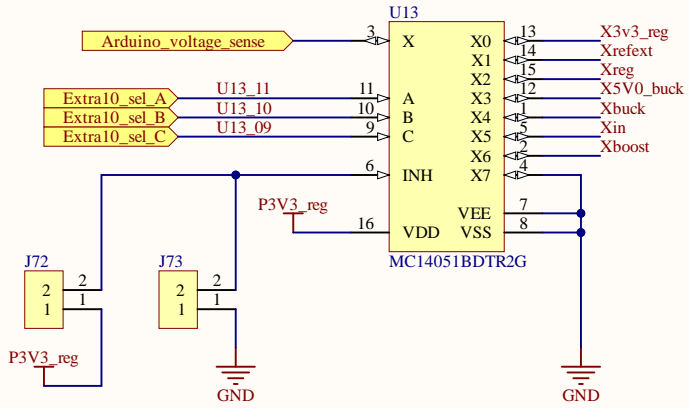 U13
Arduino_voltage_sense
3
X
X0
13
X3v3_reg
X1
14
Xrefext
X2
15
Xreg
Extra10_sel_A
U13_11
11
A
X3
12
X5V0_buck
Extra10_sel_B
U13_10
10
B
X4
1
Xbuck
Extra10_sel_C
U13_09
9
C
X5
5
Xin
X6
2
Xboost
6
INH
X7
4
P3V3_reg
VEE
7
16
VDD
VSS
8
MC14051BDTR2G
J72
2
2
1
1
J73
2
2
1
1
P3V3_reg
GND
GND